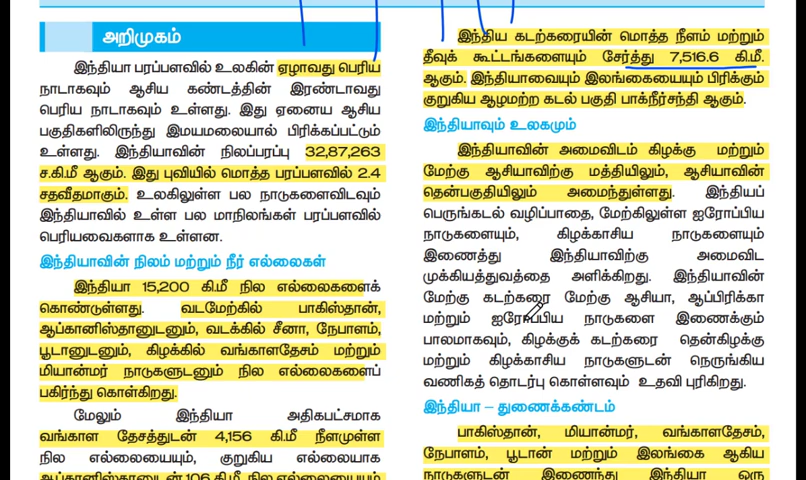 அறிமுகம்
இந்தியா பரப்பளவில் உலகின் ஏழாவது பெரிய
நாடாகவும் ஆசிய கண்டத்தின் இரண்டாவது
பெரிய நாடாகவும் உள்ளது. இது ஏனைய ஆசிய
பகுதிகளிலிருந்து இமயமலையால் பிரிக்கப்பட்டும்
உள்ளது. இந்தியாவின் நிலப்பரப்பு 32,87,263
ச.கி.மீ ஆகும். இது புவியில் மொத்த பரப்பளவில் 2.4
சதவீதமாகும். உலகிலுள்ள பல நாடுகளைவிடவும்
இந்தியாவில் உள்ள பல மாநிலங்கள் பரப்பளவில்
பெரியவைகளாக உள்ளன.
இந்தியாவின் நிலம் மற்றும் நீர் எல்லைகள்
இந்தியா 15,200 கி.மீ நில எல்லைகளைக்
கொண்டுள்ளது. வடமேற்கில் பாகிஸ்தான்,
ஆப்கானிஸ்தானுடனும், வடக்கில் சீனா, நேபாளம்,
பூடானுடனும், கிழக்கில் வங்காளதேசம் மற்றும்
மியான்மர் நாடுகளுடனும் நில எல்லைகளைப்
பகிர்ந்து கொள்கிறது.
மேலும் இந்தியா அதிகபட்சமாக
வங்காள தேசத்துடன் 4,156 கி.மீ நீளமுள்ள
நில எல்லையையும், குறுகிய எல்லையாக
ஆப்கானிஸ்தானுடன் 106 கி.மீ நில எல்லையையும்
இந்திய கடற்கரையின் மொத்த நீளம் மற்றும்
தீவுக் கூட்டங்களையும் சேர்த்து 7,516.6 கி.மீ.
ஆகும். இந்தியாவையும் இலங்கையையும் பிரிக்கும்
குறுகிய ஆழமற்ற கடல் பகுதி பாக்நீர்சந்தி ஆகும்.
இந்தியாவும் உலகமும்
இந்தியாவின் அமைவிடம் கிழக்கு மற்றும்
மேற்கு ஆசியாவிற்கு மத்தியிலும், ஆசியாவின்
தென்பகுதியிலும் அமைந்துள்ளது. இந்தியப்
பெருங்கடல் வழிப்பாதை, மேற்கிலுள்ள ஐரோப்பிய
நாடுகளையும், கிழக்காசிய நாடுகளையும்
இணைத்து இந்தியாவிற்கு அமைவிட
முக்கியத்துவத்தை அளிக்கிறது. இந்தியாவின்
மேற்கு கடற்கரை மேற்கு ஆசியா, ஆப்பிரிக்கா
மற்றும் ஐரோப்பிய நாடுகளை இணைக்கும்
பாலமாகவும், கிழக்குக் கடற்கரை தென்கிழக்கு
மற்றும் கிழக்காசிய நாடுகளுடன் நெருங்கிய
வணிகத் தொடர்பு கொள்ளவும் உதவி புரிகிறது.
இந்தியா – துணைக்கண்டம்
பாகிஸ்தான், மியான்மர், வங்காளதேசம்,
நேபாளம், பூடான் மற்றும் இலங்கை ஆகிய
நாடுகளுடன் இணைந்து இந்தியா ஒரு